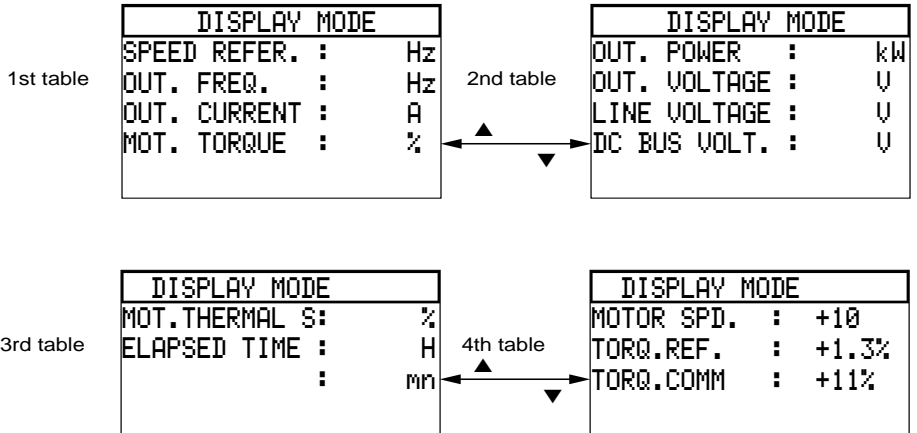 1st table
DISPLAY MODE
SPEED REFER. : Hz
OUT. FREQ. : Hz
OUT. CURRENT : A
MOT. TORQUE : %
2nd table
DISPLAY MODE
OUT. POWER : kW
OUT. VOLTAGE : V
LINE VOLTAGE : V
DC BUS VOLT. : V
3rd table
DISPLAY MODE
MOT.THERMAL S: %
ELAPSED TIME : H
: mn
4th table
DISPLAY MODE
MOTOR SPD. : +10
TORQ.REF. : +1.3%
TORQ.COMM : +11%